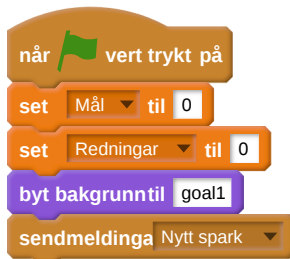 når vert trykt på
set Mål til 0
set Redningar til 0
byt bakgrunntil goal1
sendmeldinga Nytt spark